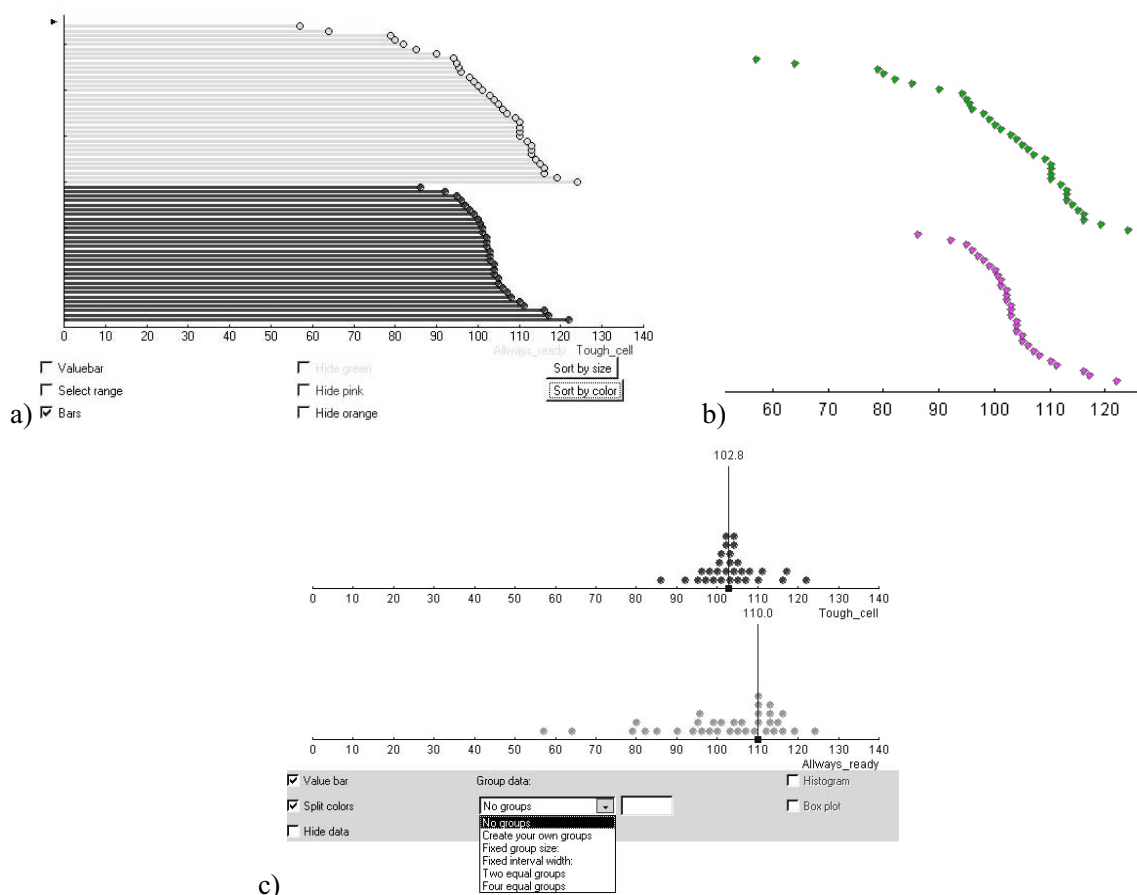 0 10 20 30 40 50 60 70 80 90 100 110 120 130 140
Allways_ready Tough_cell
Valuebar Hide green Sort by size
Select range Hide pink Sort by color
Bars Hide orange
a)
60 70 80 90 100 110 120
b)
102.8
0 10 20 30 40 50 60 70 80 90 100 110 120 130 140
Tough_cell
110.0
0 10 20 30 40 50 60 70 80 90 100 110 120 130 140
Allways_ready
Value bar Group data: Histogram
Split colors No groups Box plot
Hide data No groups
Create your own groups
Fixed group size:
Fixed interval width:
Two equal groups
Four equal groups
c)